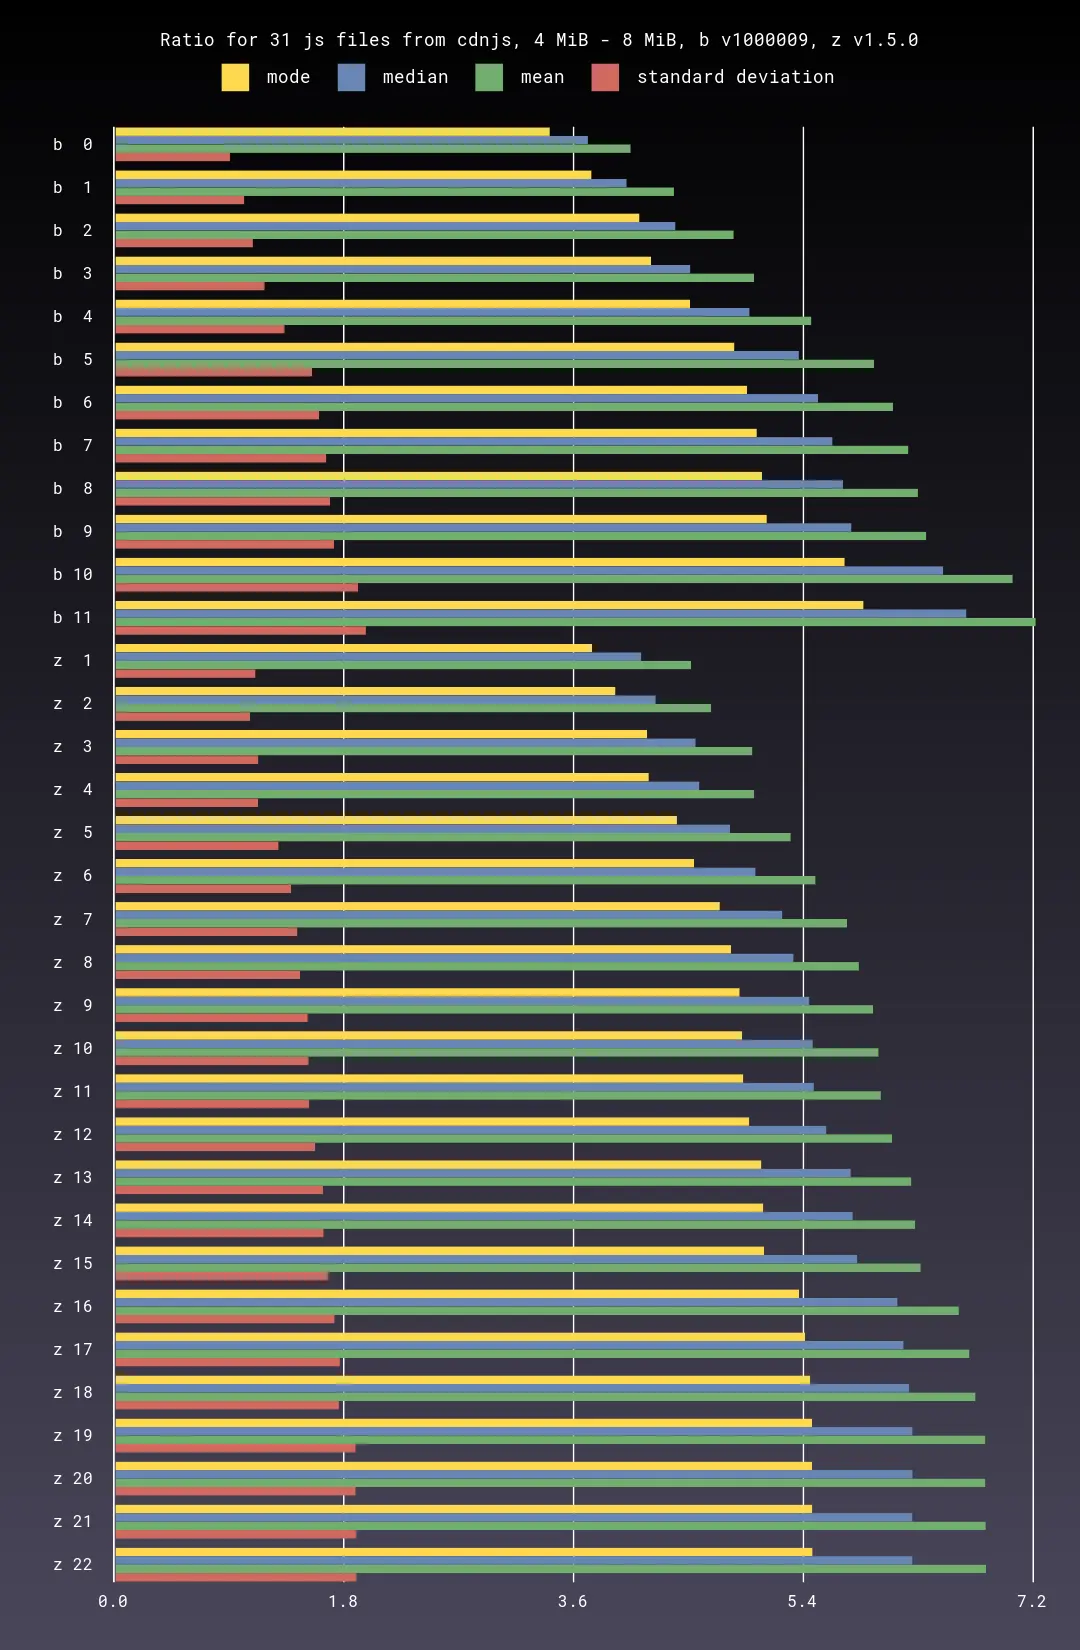 Ratio for 31 js files from cdnjs, 4 MiB - 8 MiB, b v1000009, z v1.5.0
mode median mean standard deviation
b 0
b 1
b 2
b 3
b 4
b 5
b 6
b 7
b 8
b 9
b 10
b 11
z 1
z 2
z 3
z 4
z 5
z 6
z 7
z 8
z 9
z 10
z 11
z 12
z 13
z 14
z 15
z 16
z 17
z 18
z 19
z 20
z 21
z 22
0.0 1.8 3.6 5.4 7.2